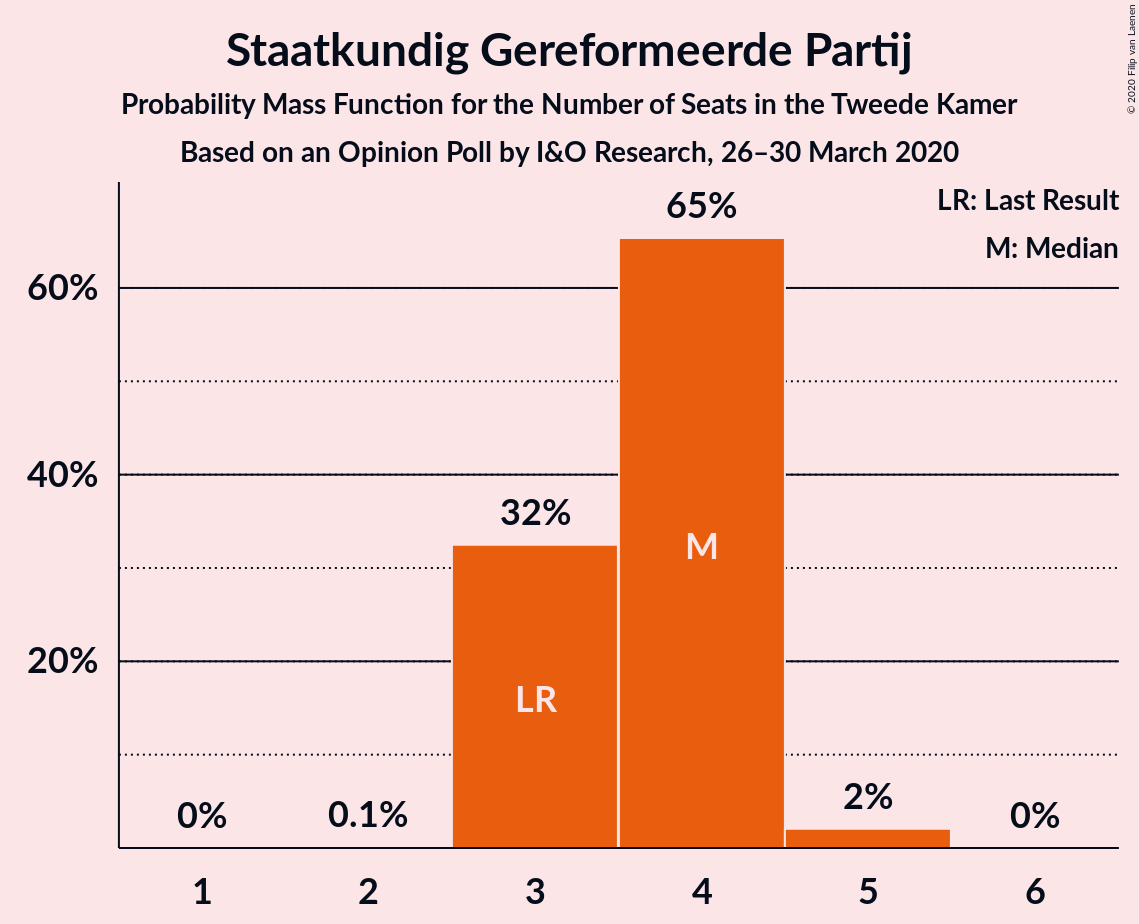 Staatkundig Gereformeerde Partij
Probability Mass Function for the Number of Seats in the Tweede Kamer
Based on an Opinion Poll by I&O Research, 26–30 March 2020
© 2020 Filip van Laenen
LR: Last Result
M: Median
65%
60%
40%
32%
M
20%
LR
0%
0.1%
2%
0%
1
2
3
4
5
6